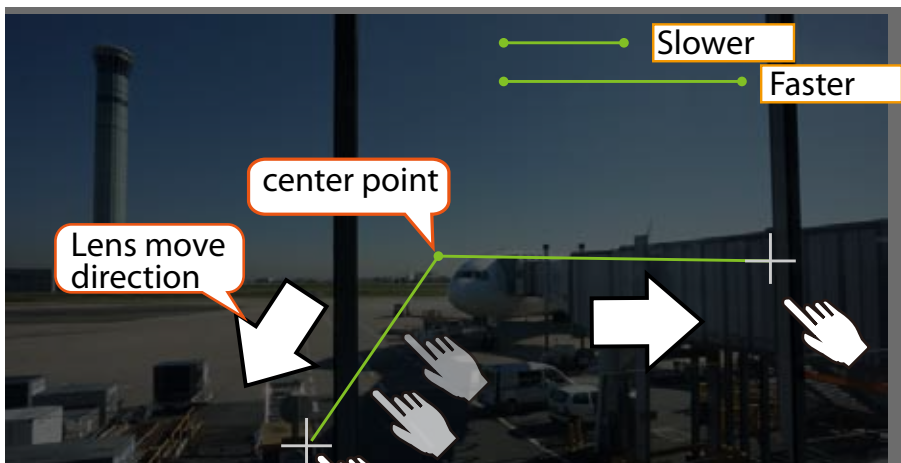 Slower
Faster
center point
Lens move
direction